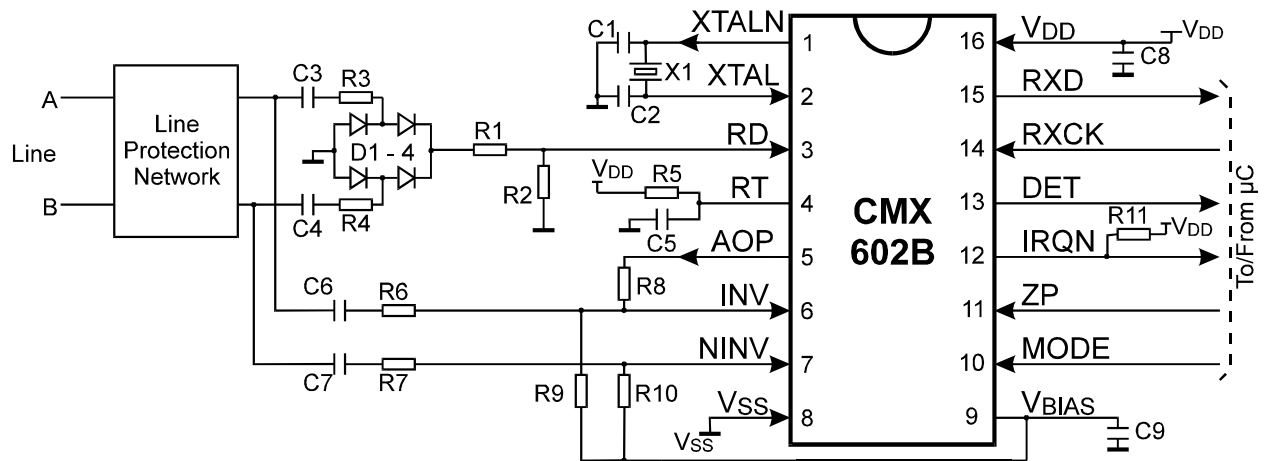 XTALN
C1
1
X1
XTAL
2
C2
C3
R3
A
Line
B
Line
Protection
Network
D1 - 4
R1
RD
3
R2
C4
R4
VDD
R5
RT
4
C5
AOP
5
R8
C6
R6
INV
6
C7
R7
NINV
7
R9
R10
VSS
VSS
8
CMX
602B
16
VDD
VDD
C8
15
RXD
14
RXCK
13
DET
R11
VDD
12
IRQN
11
ZP
10
MODE
9
VBIAS
C9
To/From µC